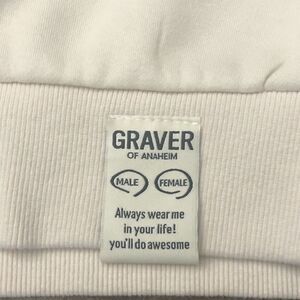 GRAVER
OF ANAHEIM
MALE FEMALE
Always wear me
in your life!
you'll do awesome